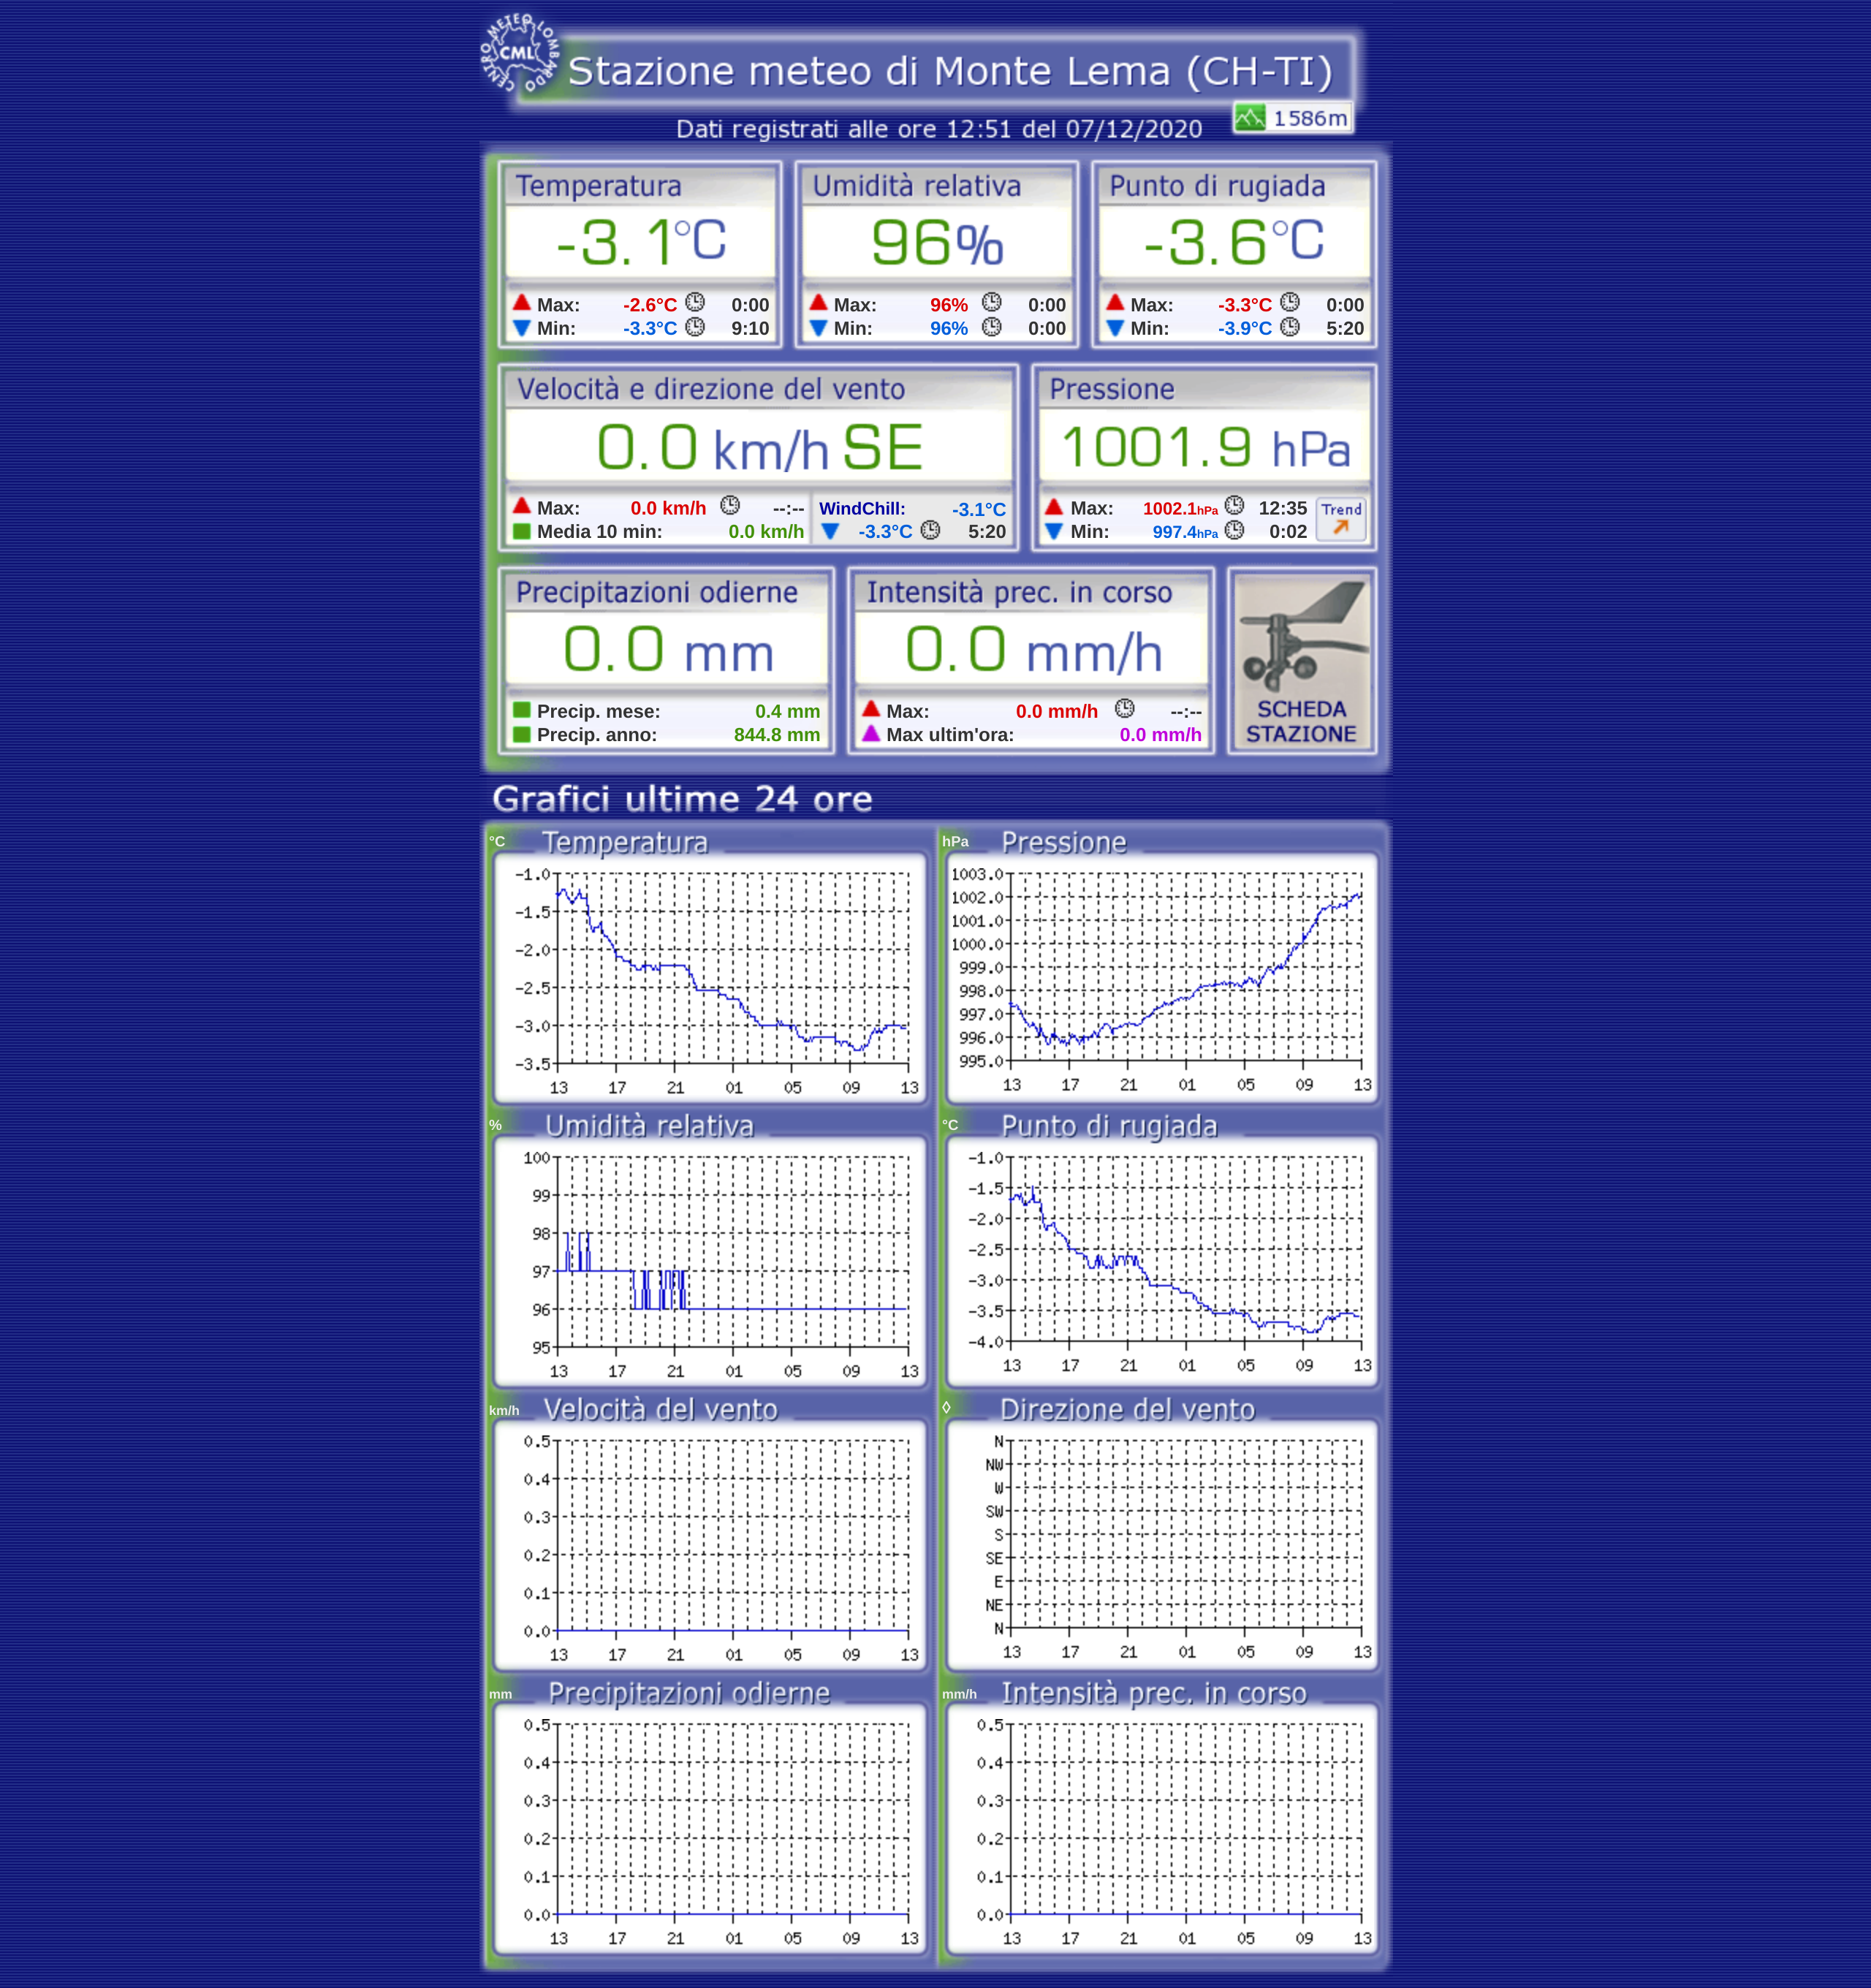 CENTRO METEO LOMBARDO
CML
Stazione meteo di Monte Lema (CH-TI)
1586m
Dati registrati alle ore 12:51 del 07/12/2020
Temperatura
-3.1°C
Max: -2.6°C 0:00
Min: -3.3°C 9:10
Umidità relativa
96%
Max: 96% 0:00
Min: 96% 0:00
Punto di rugiada
-3.6°C
Max: -3.3°C 0:00
Min: -3.9°C 5:20
Velocità e direzione del vento
0.0 km/h SE
Max: 0.0 km/h --:--
Media 10 min: 0.0 km/h
WindChill: -3.1°C
-3.3°C 5:20
Pressione
1001.9 hPa
Max: 1002.1hPa 12:35
Min: 997.4hPa 0:02
Trend
Precipitazioni odierne
0.0 mm
Precip. mese: 0.4 mm
Precip. anno: 844.8 mm
Intensità prec. in corso
0.0 mm/h
Max: 0.0 mm/h --:--
Max ultim'ora: 0.0 mm/h
SCHEDA
STAZIONE
Grafici ultime 24 ore
°C Temperatura
-1.0
-1.5
-2.0
-2.5
-3.0
-3.5
13 17 21 01 05 09 13
hPa Pressione
1003.0
1002.0
1001.0
1000.0
999.0
998.0
997.0
996.0
995.0
13 17 21 01 05 09 13
% Umidità relativa
100
99
98
97
96
95
13 17 21 01 05 09 13
°C Punto di rugiada
-1.0
-1.5
-2.0
-2.5
-3.0
-3.5
-4.0
13 17 21 01 05 09 13
km/h Velocità del vento
0.5
0.4
0.3
0.2
0.1
0.0
13 17 21 01 05 09 13
◊ Direzione del vento
N
NW
W
SW
S
SE
E
NE
N
13 17 21 01 05 09 13
mm Precipitazioni odierne
0.5
0.4
0.3
0.2
0.1
0.0
13 17 21 01 05 09 13
mm/h Intensità prec. in corso
0.5
0.4
0.3
0.2
0.1
0.0
13 17 21 01 05 09 13